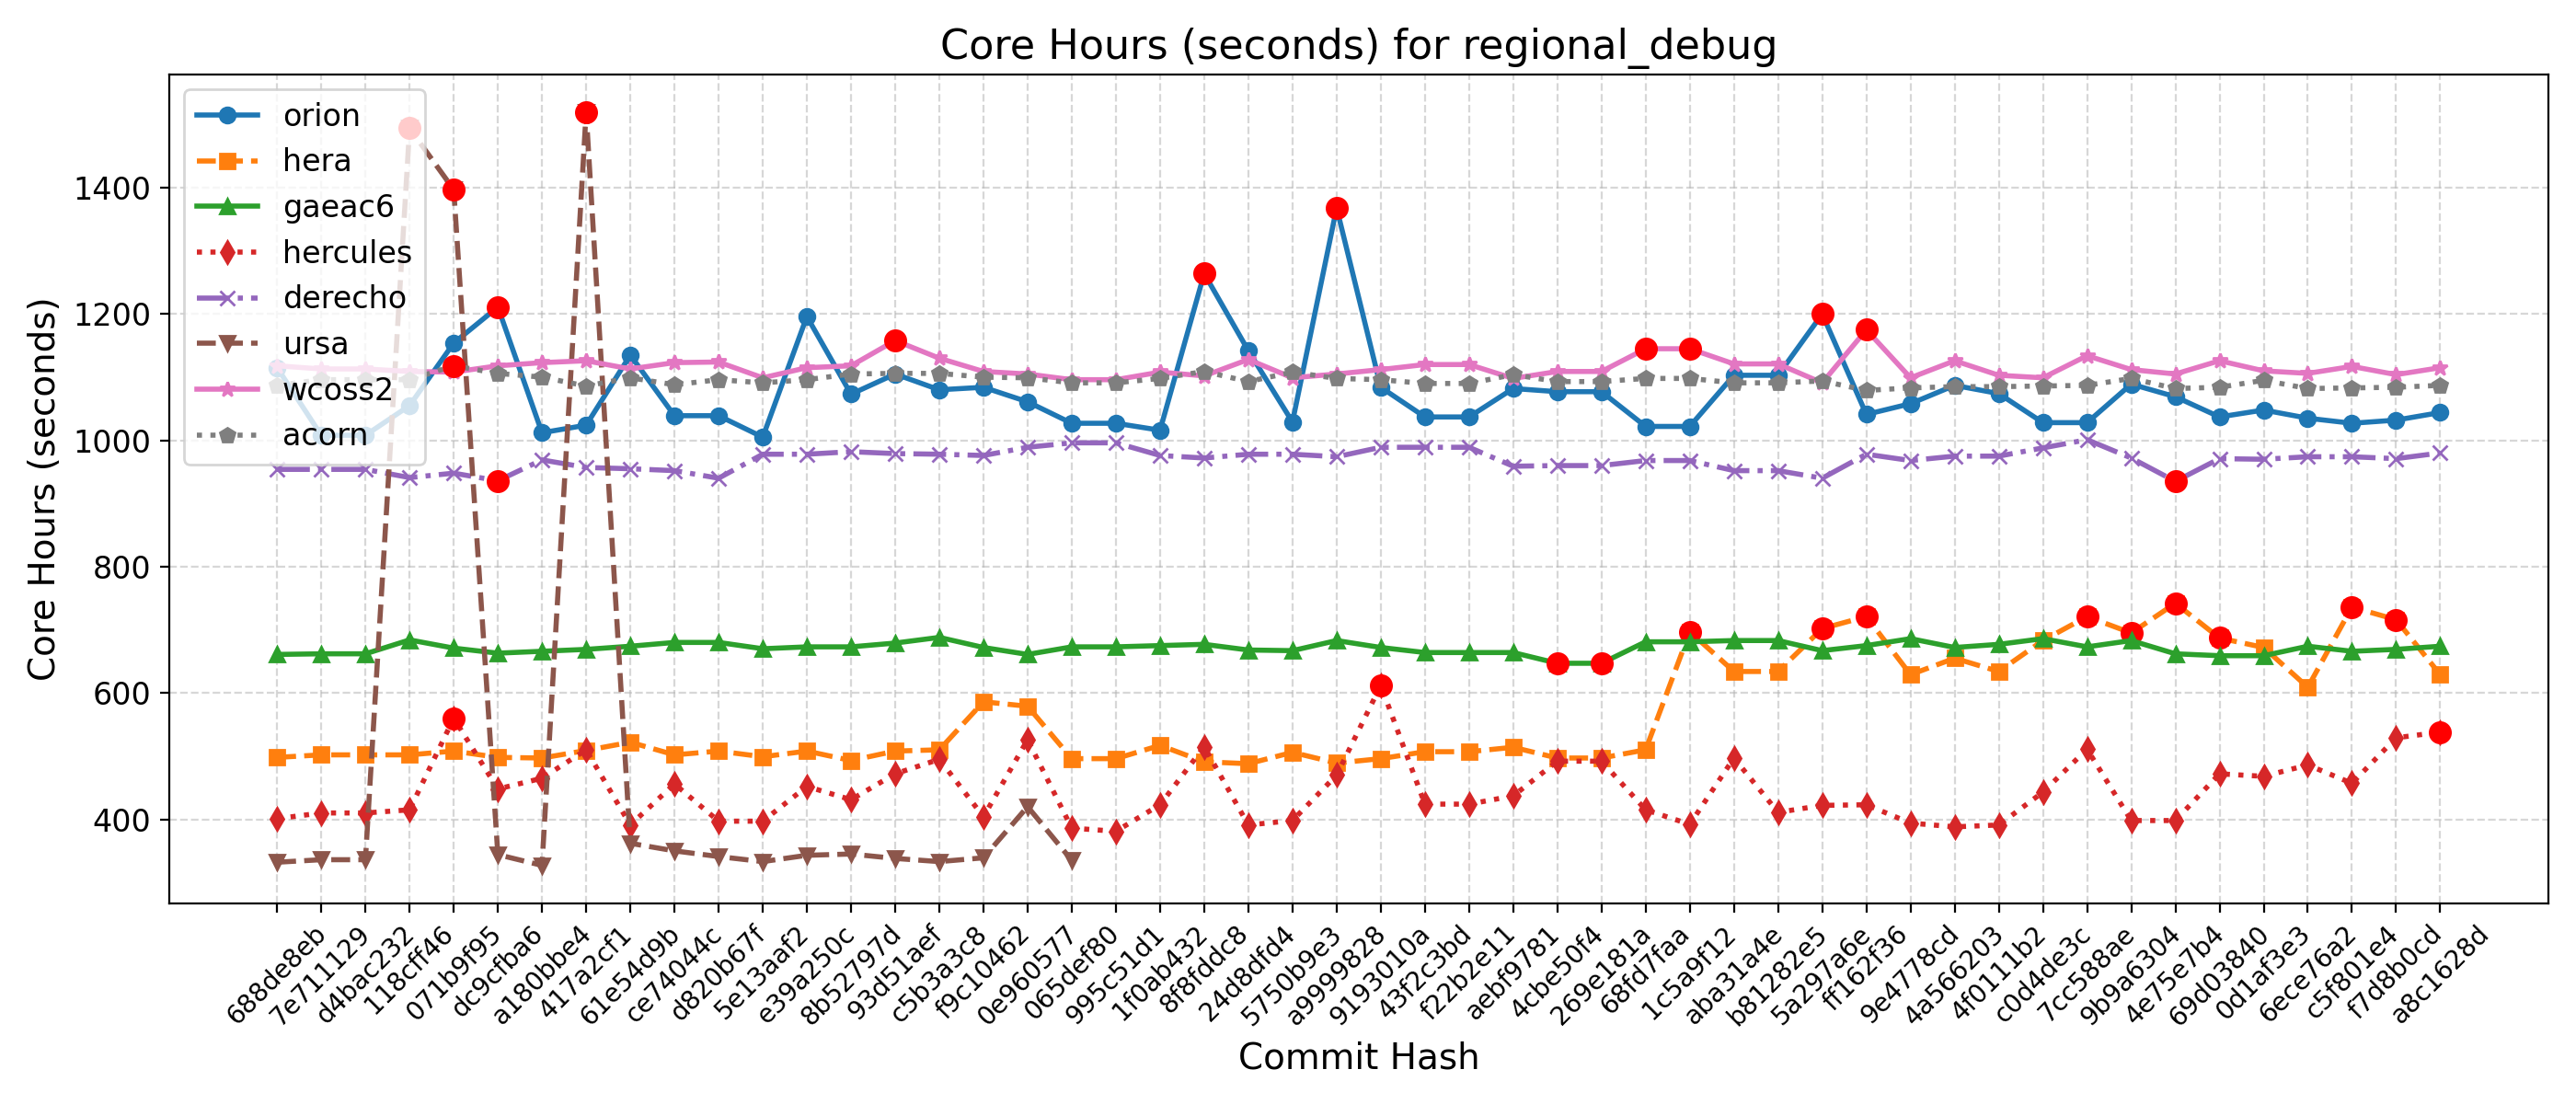 Core Hours (seconds) for regional_debug
Core Hours (seconds)
1400
1200
1000
800
600
400
orion
hera
gaeac6
hercules
derecho
ursa
wcoss2
acorn
688de8eb
7e711129
d4bac232
118cff46
071b9f95
dc9cfba6
a180bbe4
417a2cf1
61e54d9b
ce74044c
d820b67f
5e13aaf2
e39a250c
8b52797d
93d51aef
c5b3a3c8
f9c10462
0e960577
065def80
995c51d1
1f0ab432
8f8fddc8
24d8dfd4
5750b9e3
a9999828
9193010a
43f2c3bd
f22b2e11
aebf9781
4cbe50f4
269e181a
68fd7faa
1c5a9f12
aba31a4e
b81282e5
5a297a6e
ff162f36
9e4778cd
4a566203
4f0111b2
c0d4de3c
7cc588ae
9b9a6304
4e75e7b4
69d03840
0d1af3e3
6ece76a2
c5f801e4
f7d8b0cd
a8c1628d
Commit Hash